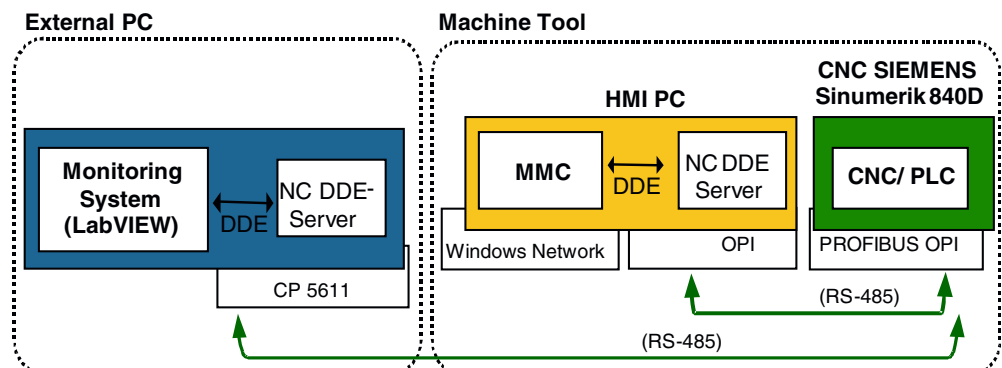 External PC
Machine Tool
CNC SIEMENS
Sinumerik 840D
HMI PC
Monitoring
System
(LabVIEW)
DDE
NC DDE-
Server
MMC
DDE
NC DDE
Server
CNC/ PLC
Windows Network
OPI
PROFIBUS OPI
CP 5611
(RS-485)
(RS-485)